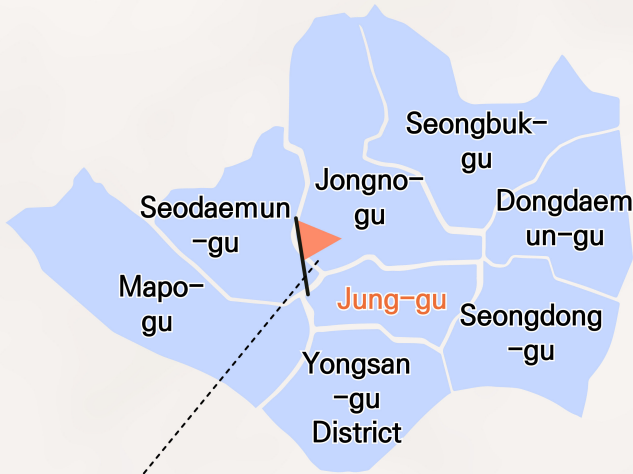 Seongbuk-
gu
Jongno-
gu
Dongdaem
un-gu
Seodaemun
-gu
Mapo-
gu
Jung-gu
Seongdong
-gu
Yongsan
-gu
District